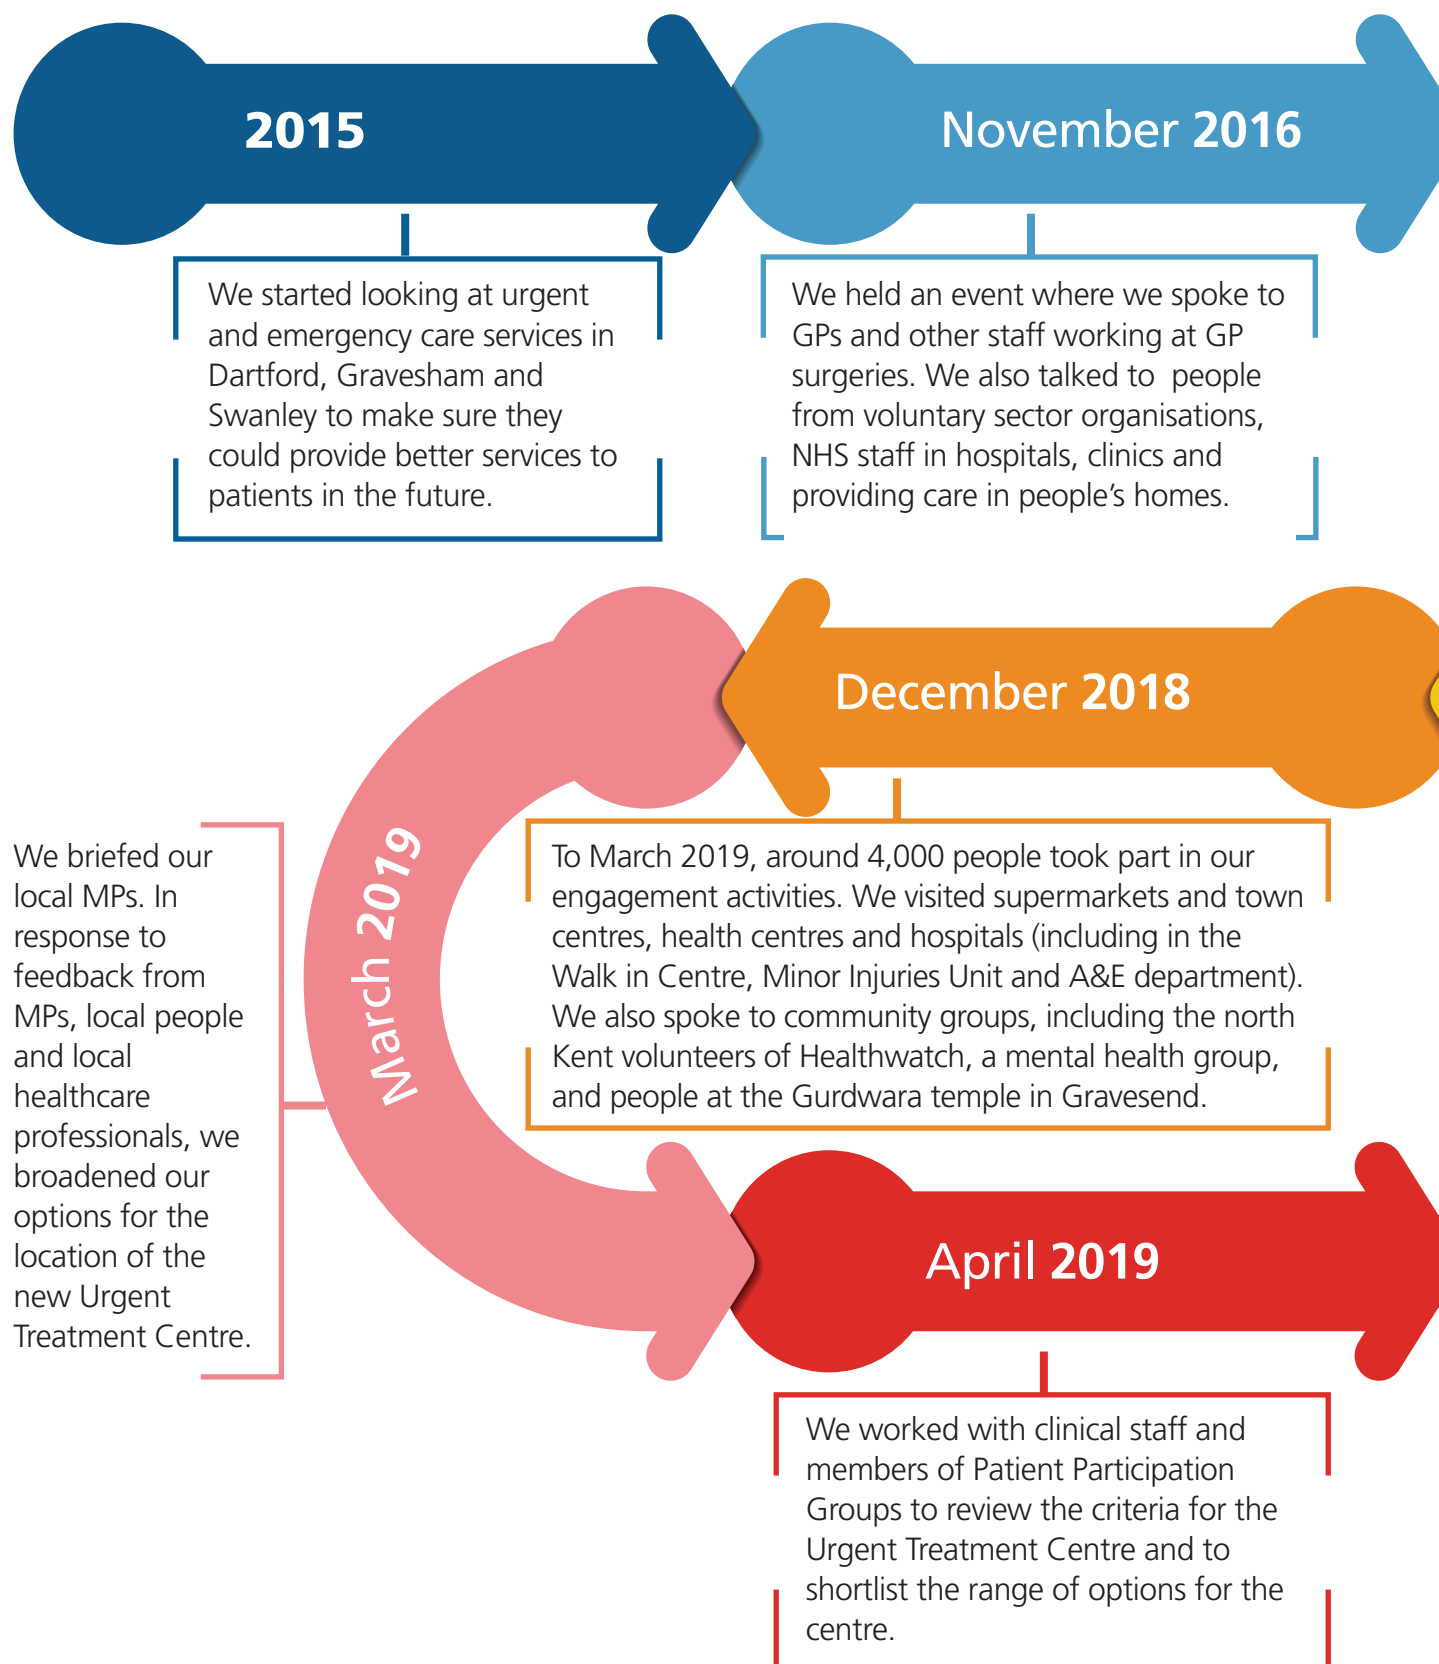 2015
We started looking at urgent
and emergency care services in
Dartford, Gravesham and
Swanley to make sure they
could provide better services to
patients in the future.
November 2016
We held an event where we spoke to
GPs and other staff working at GP
surgeries. We also talked to  people
from voluntary sector organisations,
NHS staff in hospitals, clinics and
providing care in people’s homes.
December 2018
To March 2019, around 4,000 people took part in our
engagement activities. We visited supermarkets and town
centres, health centres and hospitals (including in the
Walk in Centre, Minor Injuries Unit and A&E department).
We also spoke to community groups, including the north
Kent volunteers of Healthwatch, a mental health group,
and people at the Gurdwara temple in Gravesend.
March 2019
We briefed our
local MPs. In
response to
feedback from
MPs, local people
and local
healthcare
professionals, we
broadened our
options for the
location of the
new Urgent
Treatment Centre.
April 2019
We worked with clinical staff and
members of Patient Participation
Groups to review the criteria for the
Urgent Treatment Centre and to
shortlist the range of options for the
centre.